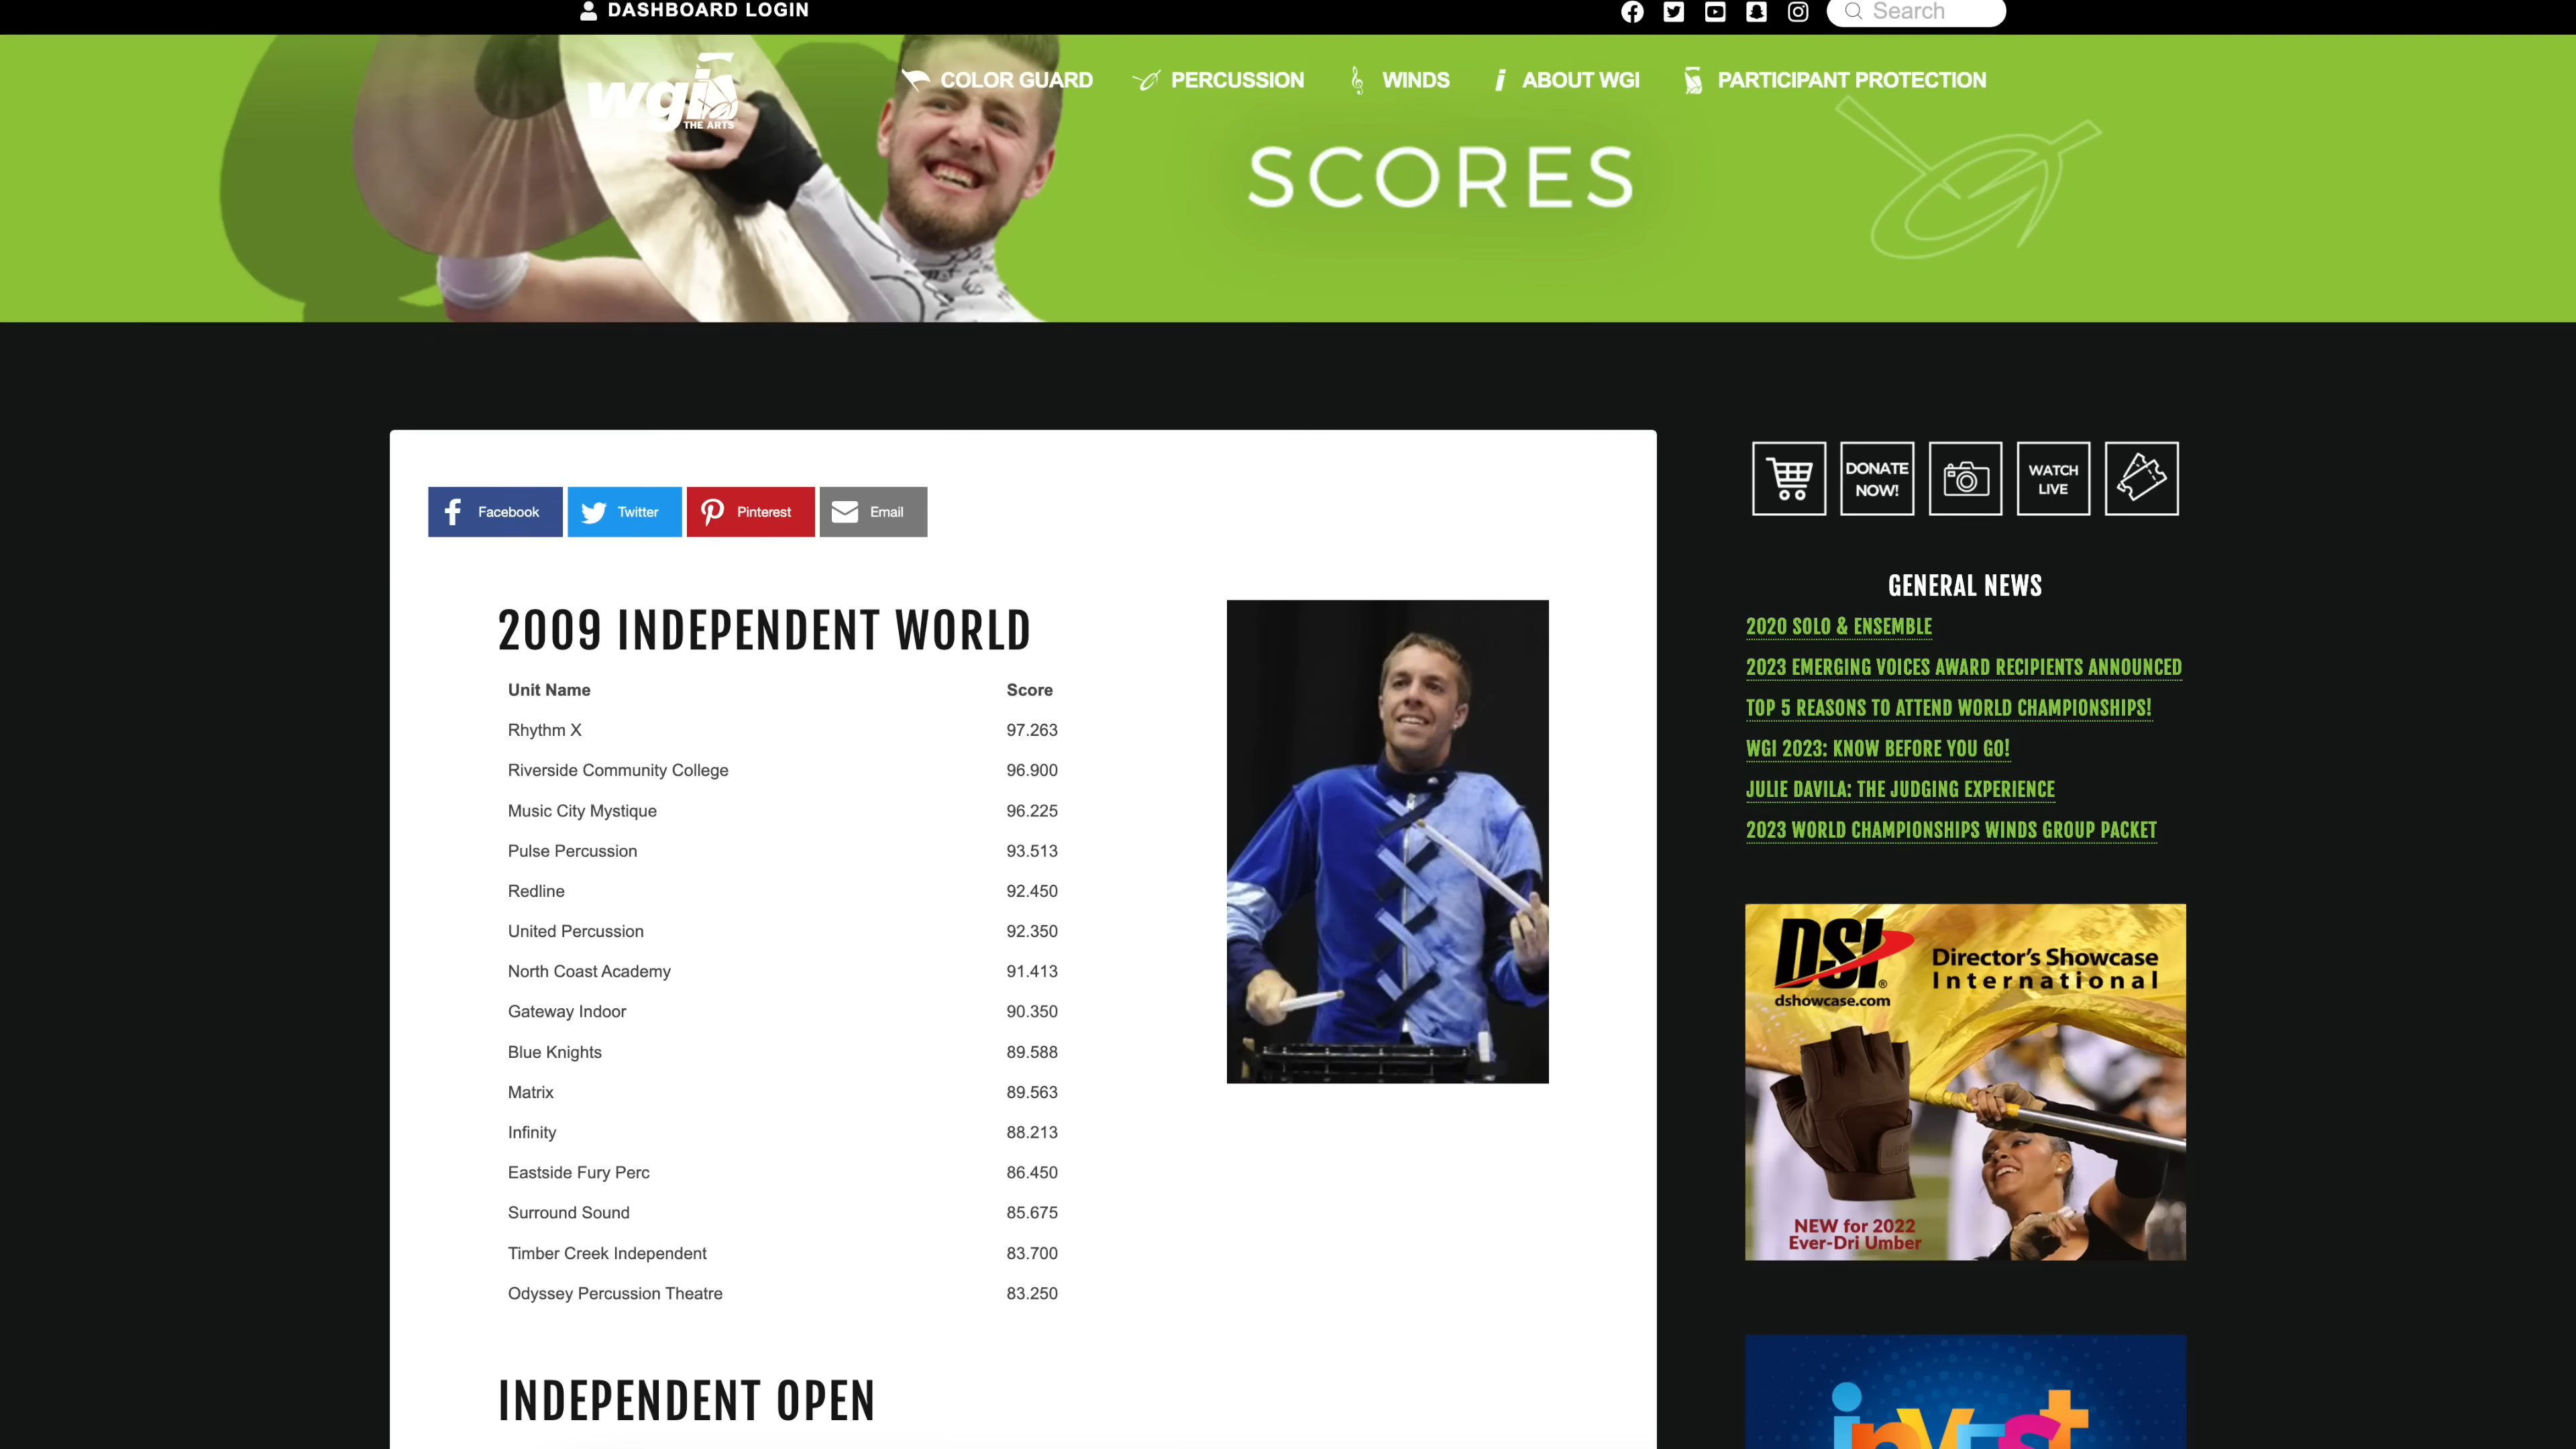 DASHBOARD LOGIN
Search
wgi
THE ARTS
COLOR GUARD
PERCUSSION
WINDS
ABOUT WGI
PARTICIPANT PROTECTION
SCORES
Facebook
Twitter
Pinterest
Email
2009 INDEPENDENT WORLD
Unit Name Score
Rhythm X 97.263
Riverside Community College 96.900
Music City Mystique 96.225
Pulse Percussion 93.513
Redline 92.450
United Percussion 92.350
North Coast Academy 91.413
Gateway Indoor 90.350
Blue Knights 89.588
Matrix 89.563
Infinity 88.213
Eastside Fury Perc 86.450
Surround Sound 85.675
Timber Creek Independent 83.700
Odyssey Percussion Theatre 83.250
INDEPENDENT OPEN
DONATE
NOW!
WATCH
LIVE
GENERAL NEWS
2020 SOLO & ENSEMBLE
2023 EMERGING VOICES AWARD RECIPIENTS ANNOUNCED
TOP 5 REASONS TO ATTEND WORLD CHAMPIONSHIPS!
WGI 2023: KNOW BEFORE YOU GO!
JULIE DAVILA: THE JUDGING EXPERIENCE
2023 WORLD CHAMPIONSHIPS WINDS GROUP PACKET
DSI®
dshowcase.com
Director's Showcase
International
NEW for 2022
Ever-Dri Umber
invest